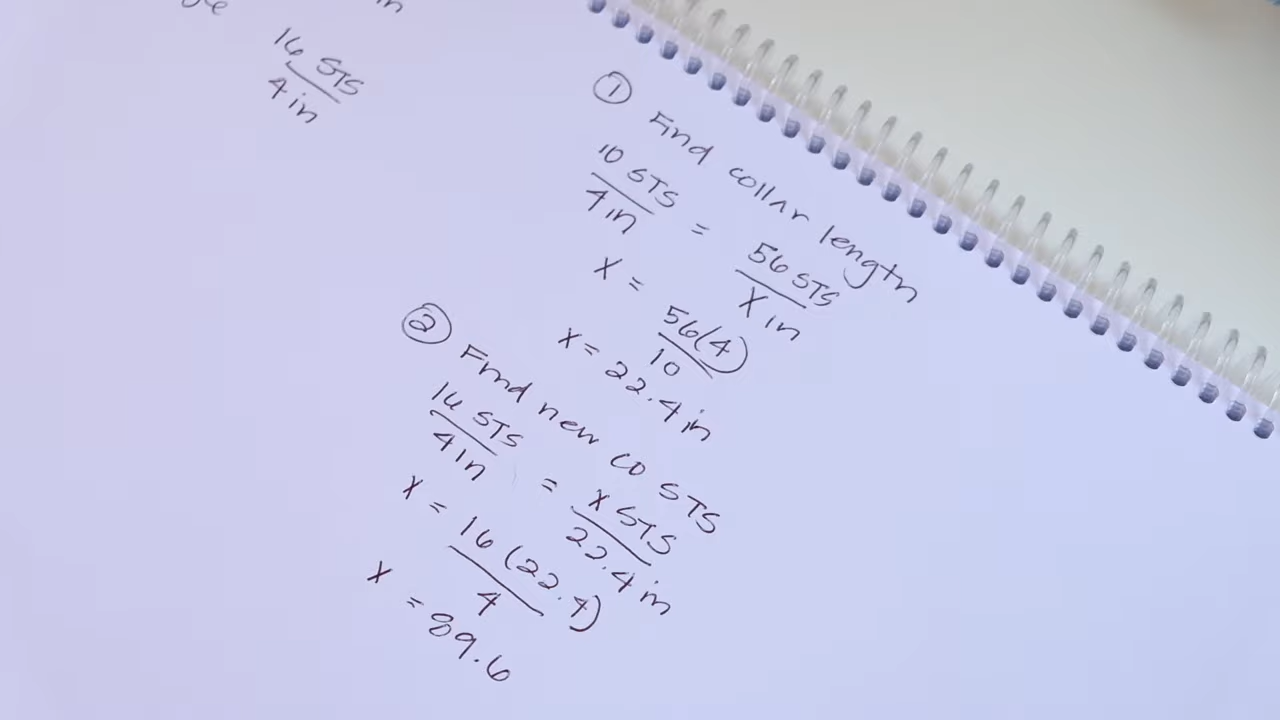 16 STS
4 in
① Find collar length
10 STS
4 in
=
56 STS
X in
X = 56(4)
10
X = 22.4 in
② Find new CO STS
16 STS
4 in
=
X STS
22.4 in
X = 16 (22.4)
4
X = 89.6